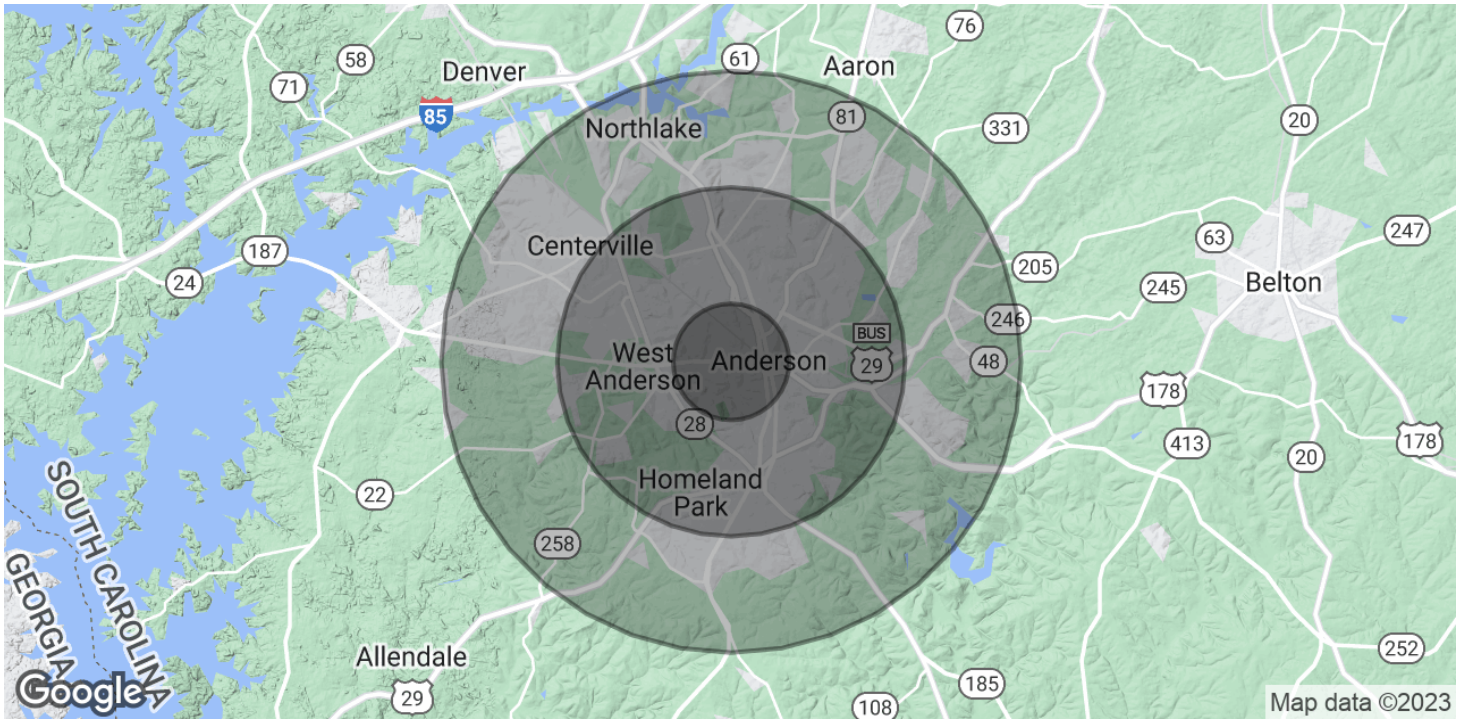 76
61
Aaron
58
Denver
71
85
81
20
Northlake
331
63
247
Centerville
187
205
24
245
Belton
246
BUS
29
West
Anderson
Anderson
48
178
28
413
178
20
Homeland
Park
22
258
SOUTH CAROLINA
GEORGIA
Allendale
252
185
29
108
Google
Map data ©2023